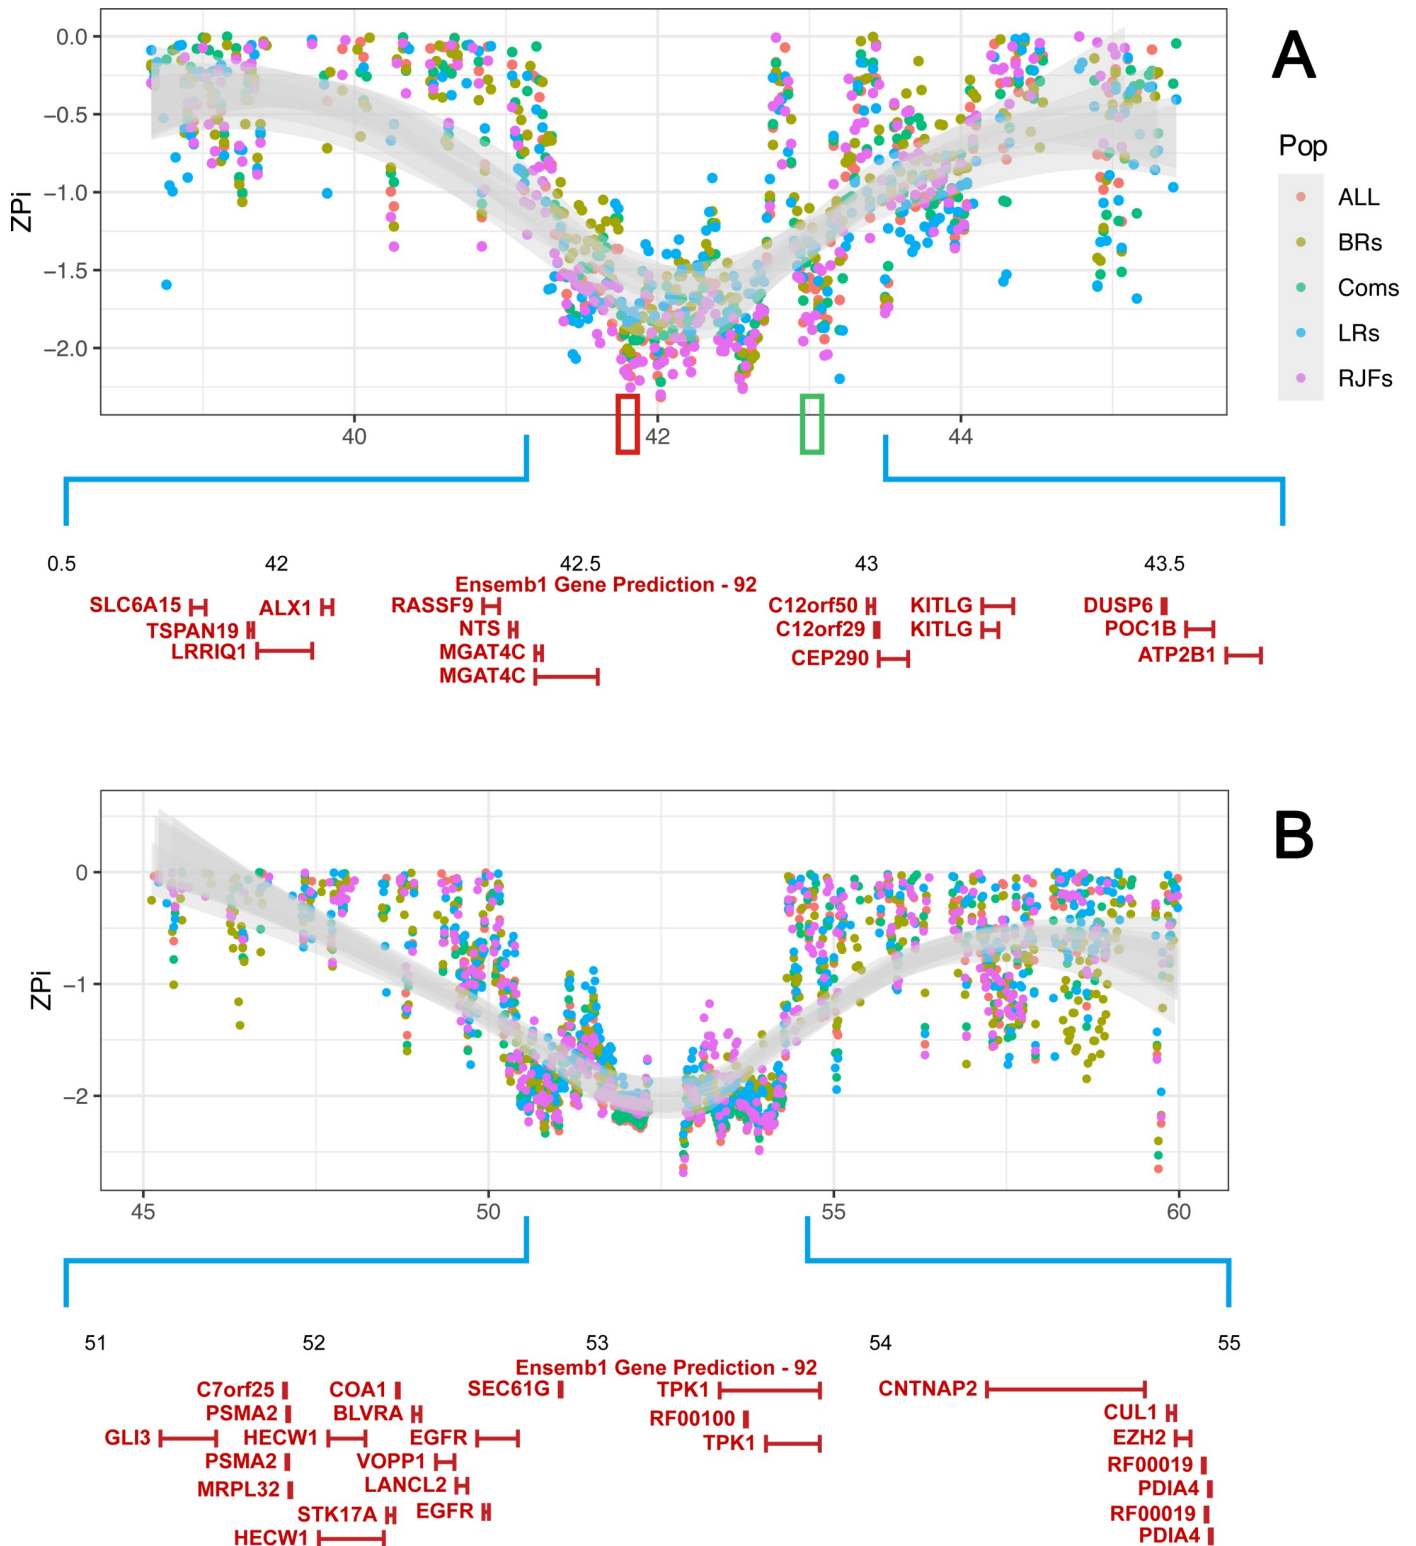 A
0.0
−0.5
−1.0
−1.5
−2.0
ZPi
40 42 44
Pop
ALL
BRs
Coms
LRs
RJFs
0.5 42 42.5 43 43.5
Ensemb1 Gene Prediction - 92
SLC6A15 ALX1 RASSF9 C12orf50 KITLG DUSP6
TSPAN19 NTS C12orf29 KITLG POC1B
LRRIQ1 MGAT4C CEP290 ATP2B1
MGAT4C
B
0
−1
−2
ZPi
45 50 55 60
51 52 53 54 55
Ensemb1 Gene Prediction - 92
C7orf25 COA1 SEC61G TPK1 CNTNAP2
PSMA2 BLVRA RF00100 CUL1
GLI3 HECW1 EGFR TPK1 EZH2
PSMA2 VOPP1 RF00019
MRPL32 LANCL2 PDIA4
STK17A EGFR RF00019
HECW1 PDIA4